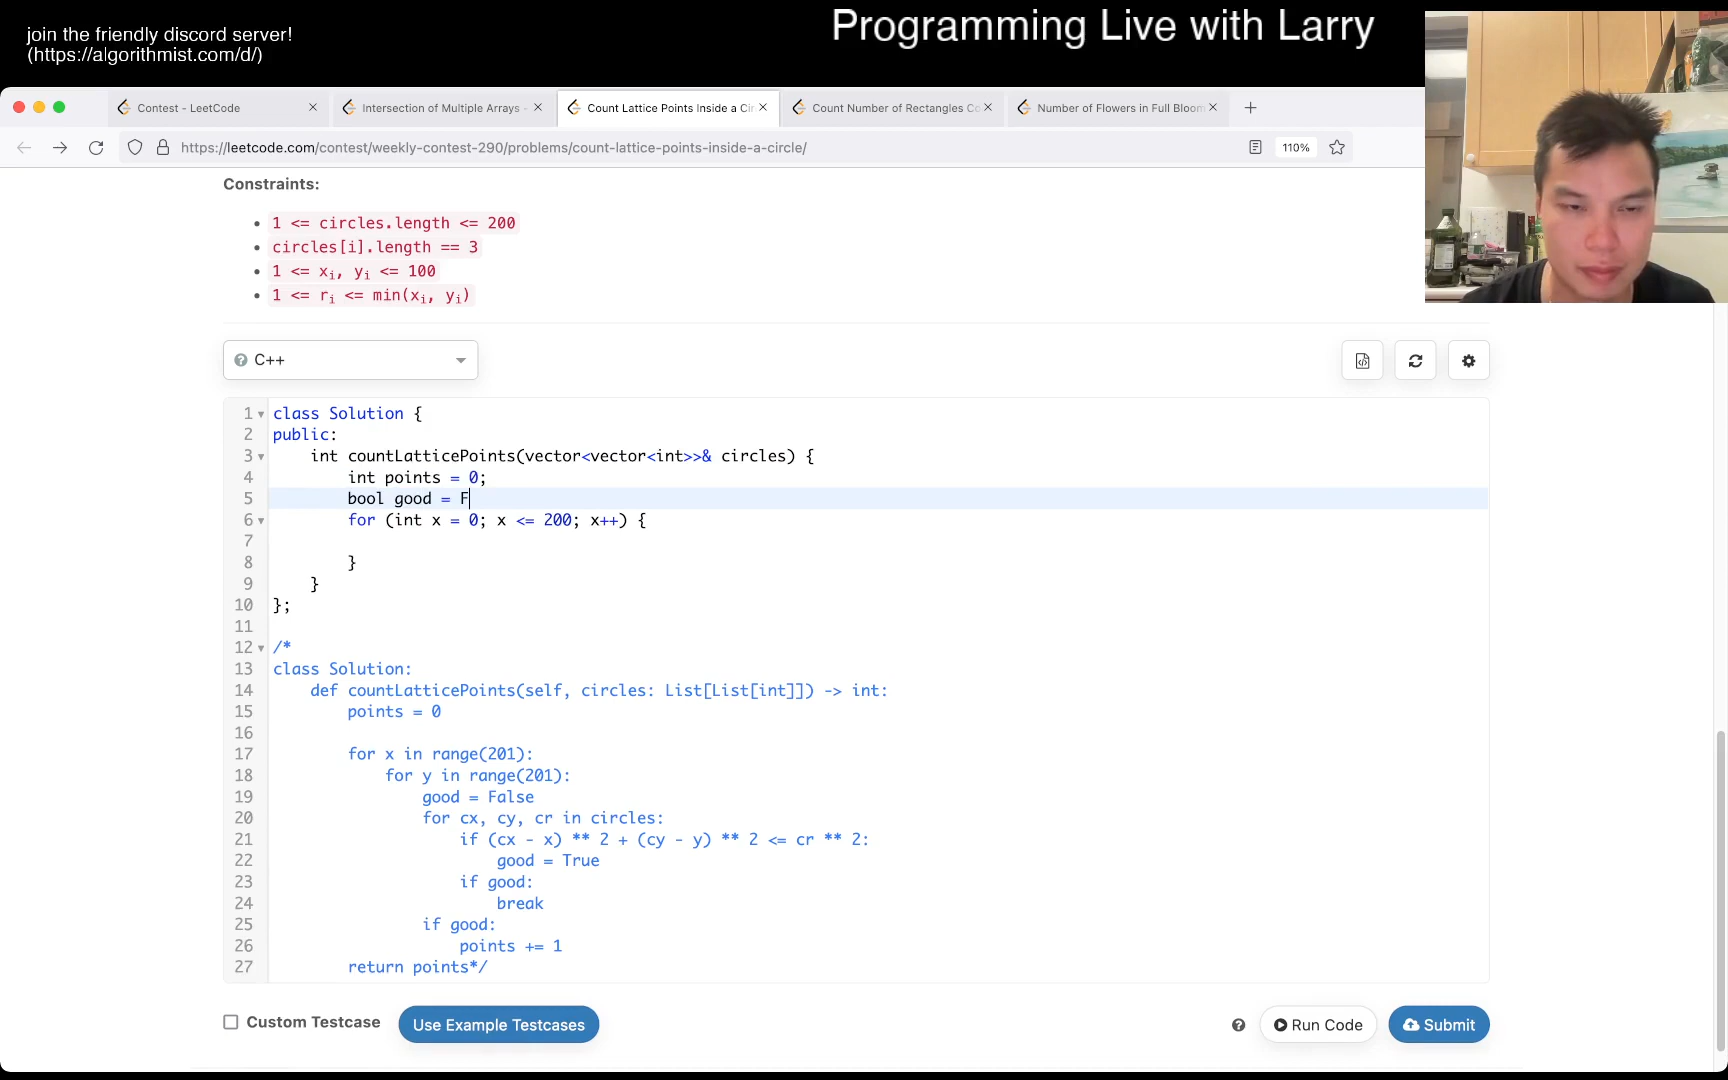 join the friendly discord server!
(https://algorithmist.com/d/)
Programming Live with Larry
Contest - LeetCode
Intersection of Multiple Arrays -
Count Lattice Points Inside a Cir
Count Number of Rectangles Co
Number of Flowers in Full Bloom
https://leetcode.com/contest/weekly-contest-290/problems/count-lattice-points-inside-a-circle/
110%
Constraints:
1 <= circles.length <= 200
circles[i].length == 3
1 <= xi, yi <= 100
1 <= ri <= min(xi, yi)
C++
1 class Solution {
2 public:
3     int countLatticePoints(vector<vector<int>>& circles) {
4         int points = 0;
5         bool good = F
6         for (int x = 0; x <= 200; x++) {
7
8         }
9     }
10 };
11
12 /*
13 class Solution:
14     def countLatticePoints(self, circles: List[List[int]]) -> int:
15         points = 0
16
17         for x in range(201):
18             for y in range(201):
19                 good = False
20                 for cx, cy, cr in circles:
21                     if (cx - x) ** 2 + (cy - y) ** 2 <= cr ** 2:
22                         good = True
23                     if good:
24                         break
25                 if good:
26                     points += 1
27         return points*/
Custom Testcase
Use Example Testcases
Run Code
Submit